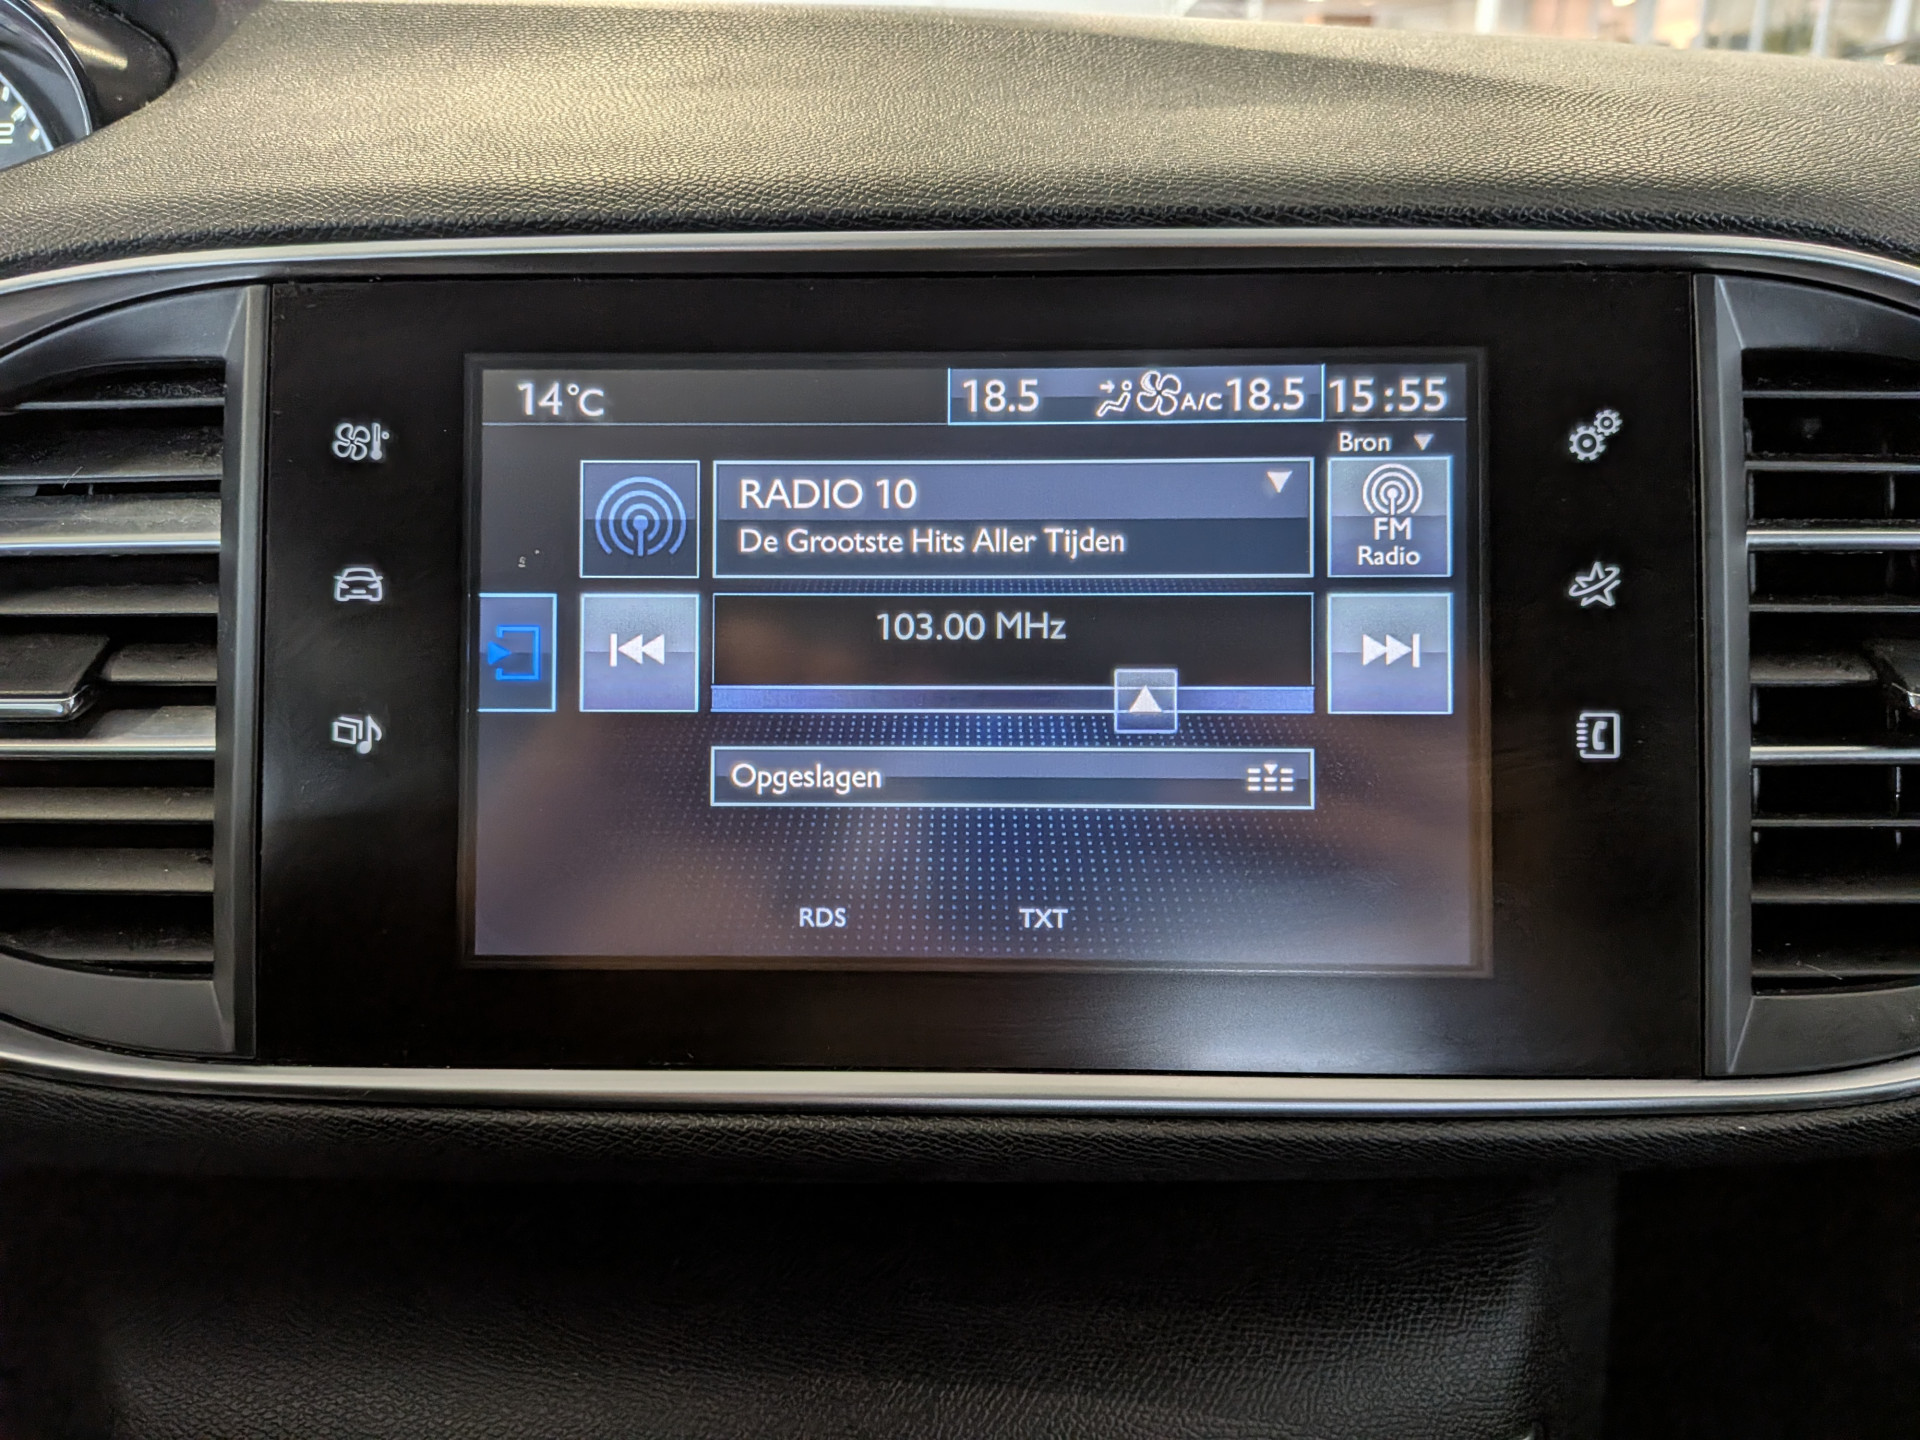 14°C 18.5 A/C 18.5 15:55
Bron
RADIO 10
De Grootste Hits Aller Tijden
FM
Radio
103.00 MHz
Opgeslagen
RDS TXT